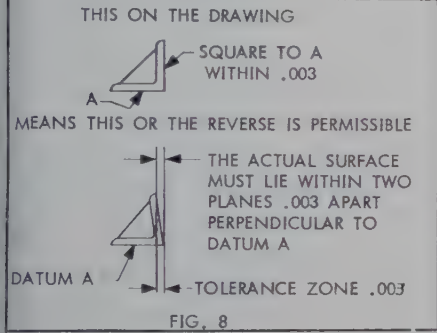 THIS ON THE DRAWING
SQUARE TO A
WITHIN .003
A
MEANS THIS OR THE REVERSE IS PERMISSIBLE
THE ACTUAL SURFACE
MUST LIE WITHIN TWO
PLANES .003 APART
PERPENDICULAR TO
DATUM A
DATUM A
TOLERANCE ZONE .003
FIG. 8